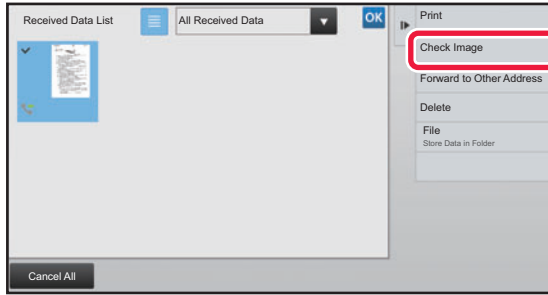 Received Data List
All Received Data
OK
Print
Check Image
Forward to Other Address
Delete
File
Store Data in Folder
Cancel All